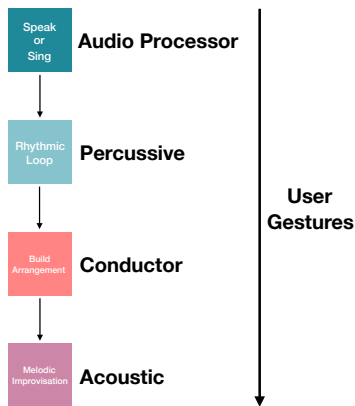 Speak
or
Sing
Audio Processor
Rhythmic
Loop
Percussive
User
Gestures
Build
Arrangement
Conductor
Melodic
Improvisation
Acoustic